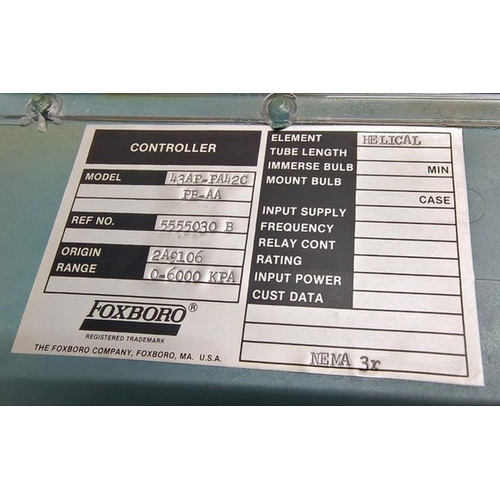 CONTROLLER
MODEL 43AP-FA42C
PB-AA
REF NO. 5555030 B
ORIGIN 2A9106
RANGE 0-6000 KPA
FOXBORO®
REGISTERED TRADEMARK
THE FOXBORO COMPANY, FOXBORO, MA. U.S.A.
ELEMENT HELICAL
TUBE LENGTH
IMMERSE BULB MIN
MOUNT BULB
CASE
INPUT SUPPLY
FREQUENCY
RELAY CONT
RATING
INPUT POWER
CUST DATA
NEMA 3r